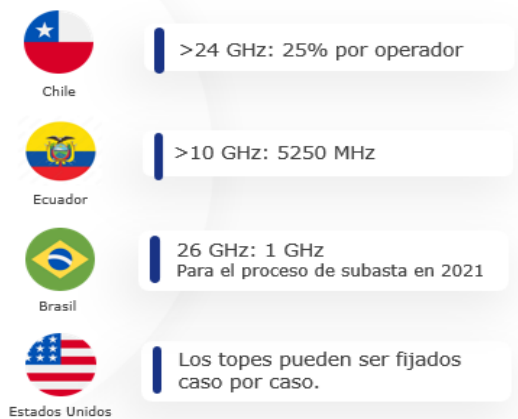 >24 GHz: 25% por operador
Chile
>10 GHz: 5250 MHz
Ecuador
26 GHz: 1 GHz
Para el proceso de subasta en 2021
Brasil
Los topes pueden ser fijados
caso por caso.
Estados Unidos